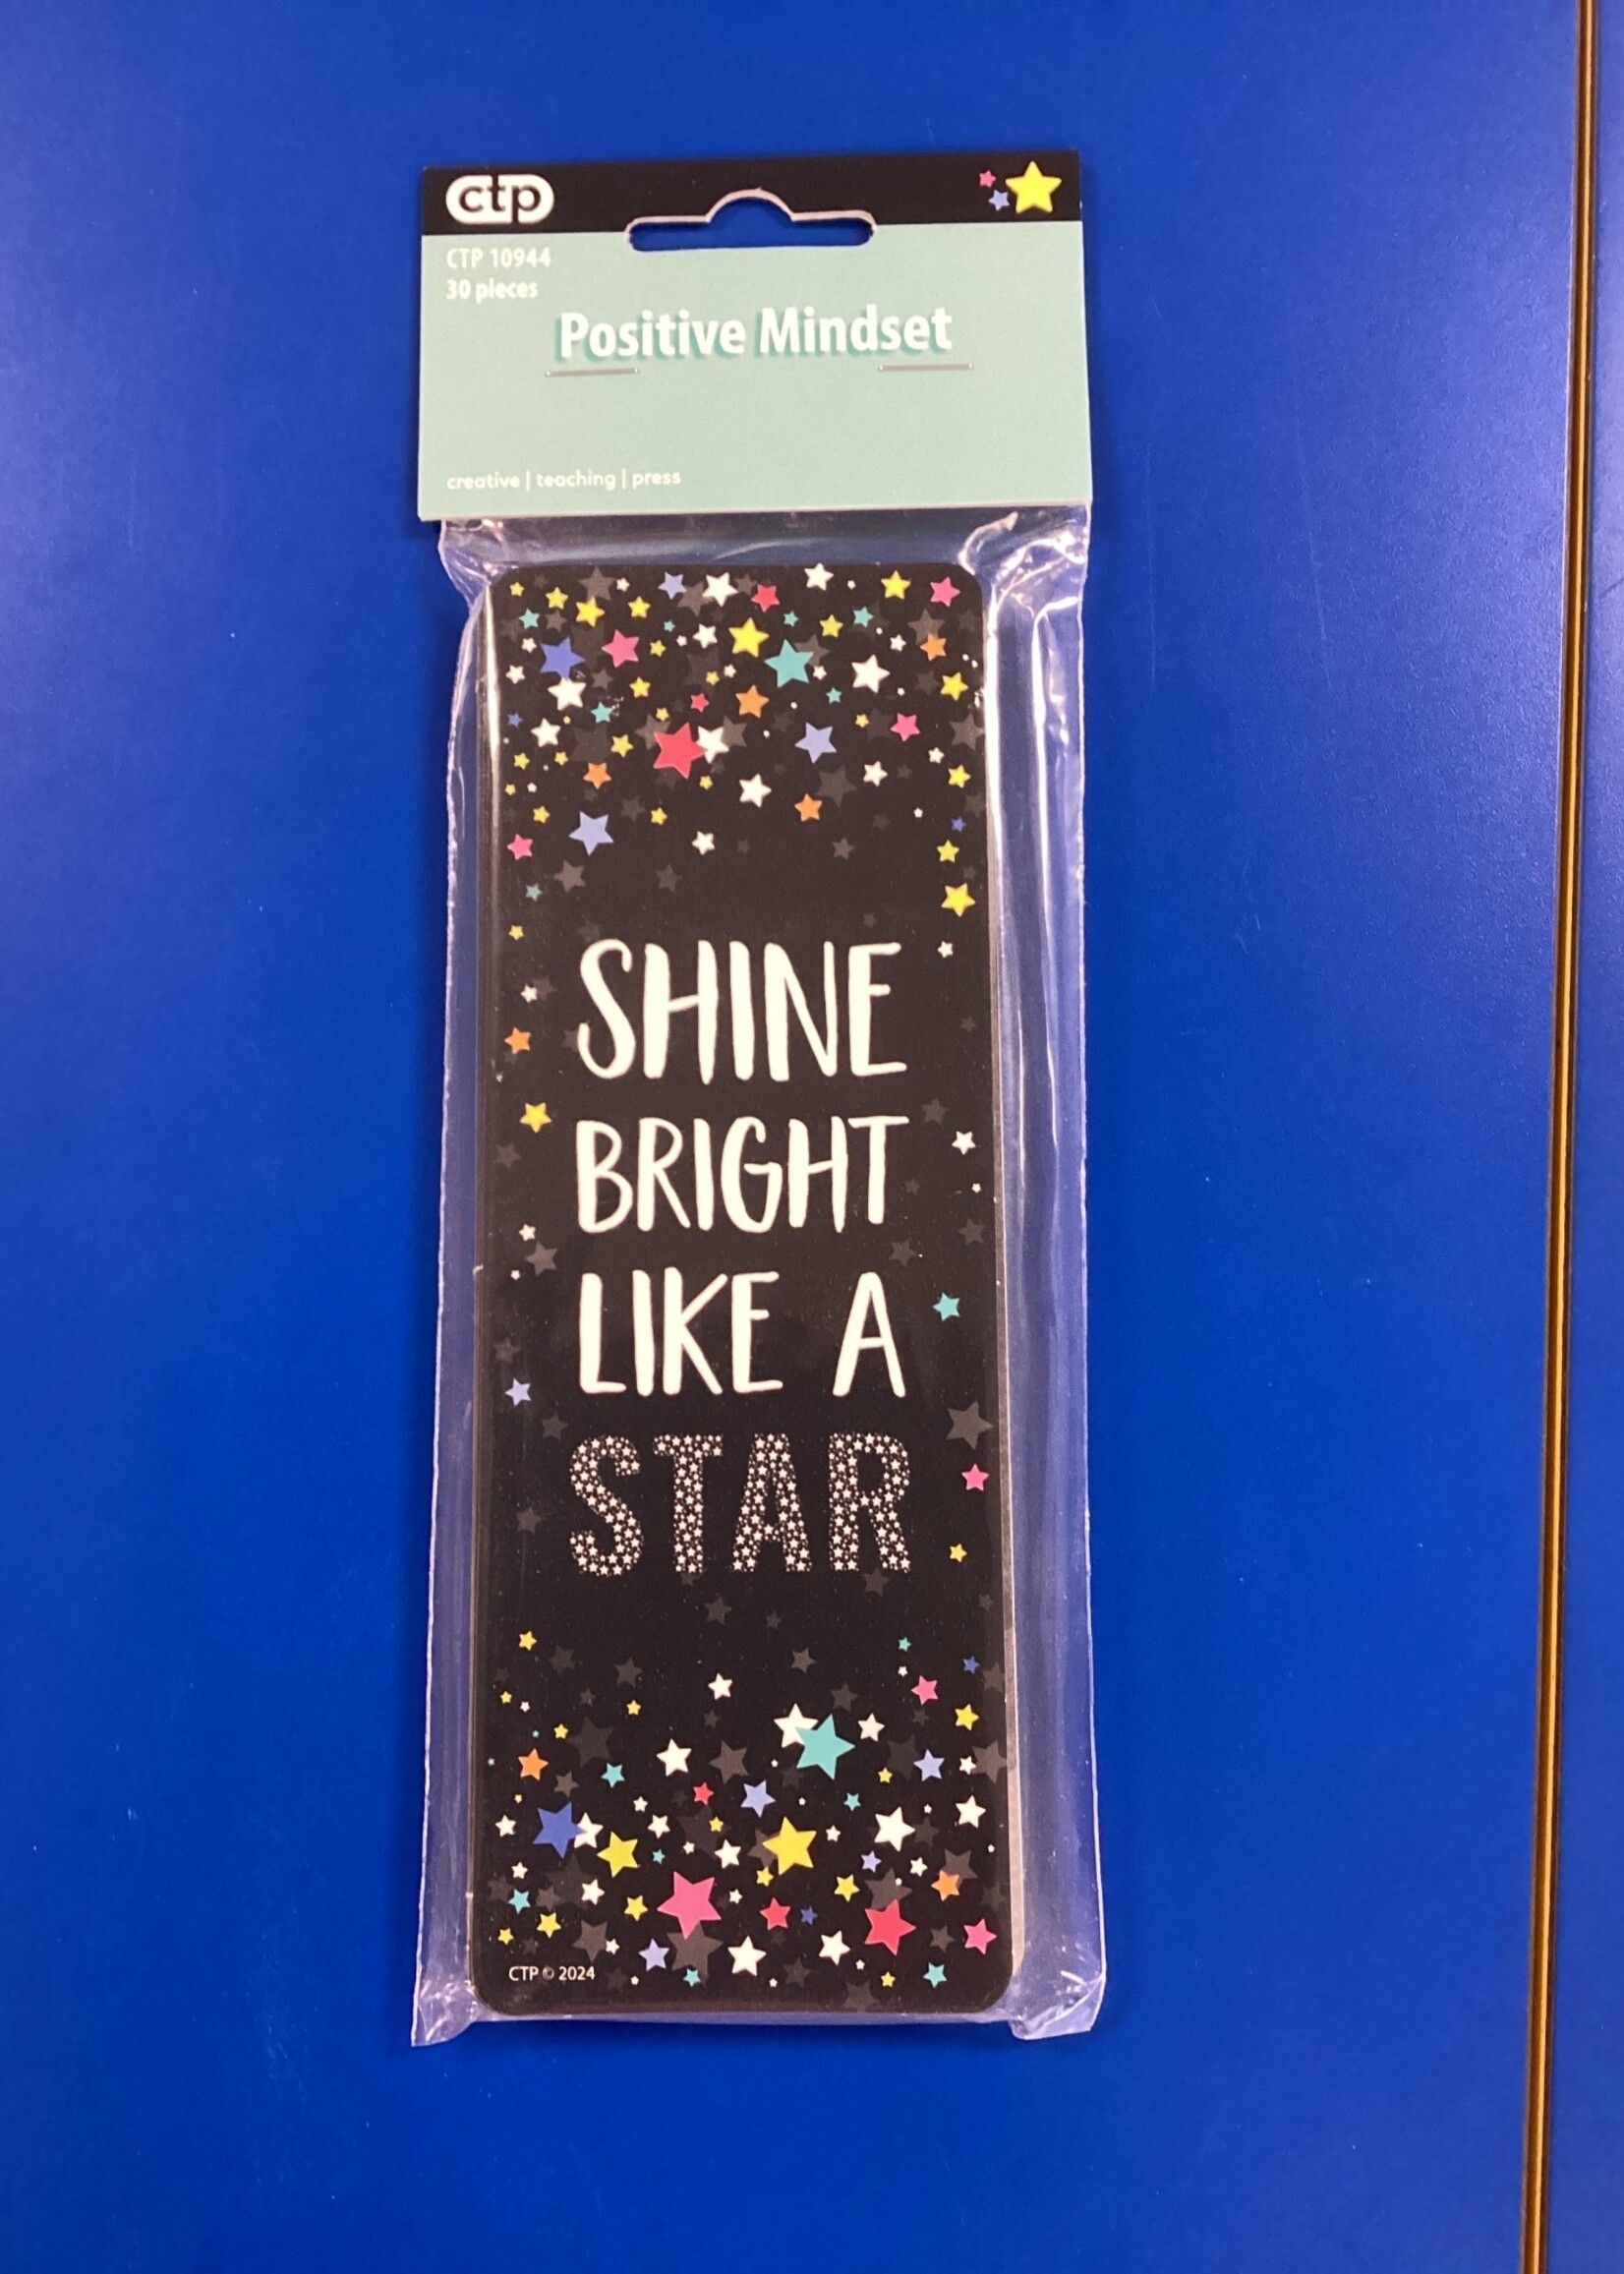 ctp
CTP 10944
30 pieces
Positive Mindset
creative | teaching | press
SHINE
BRIGHT
LIKE A
STAR
CTP © 2024